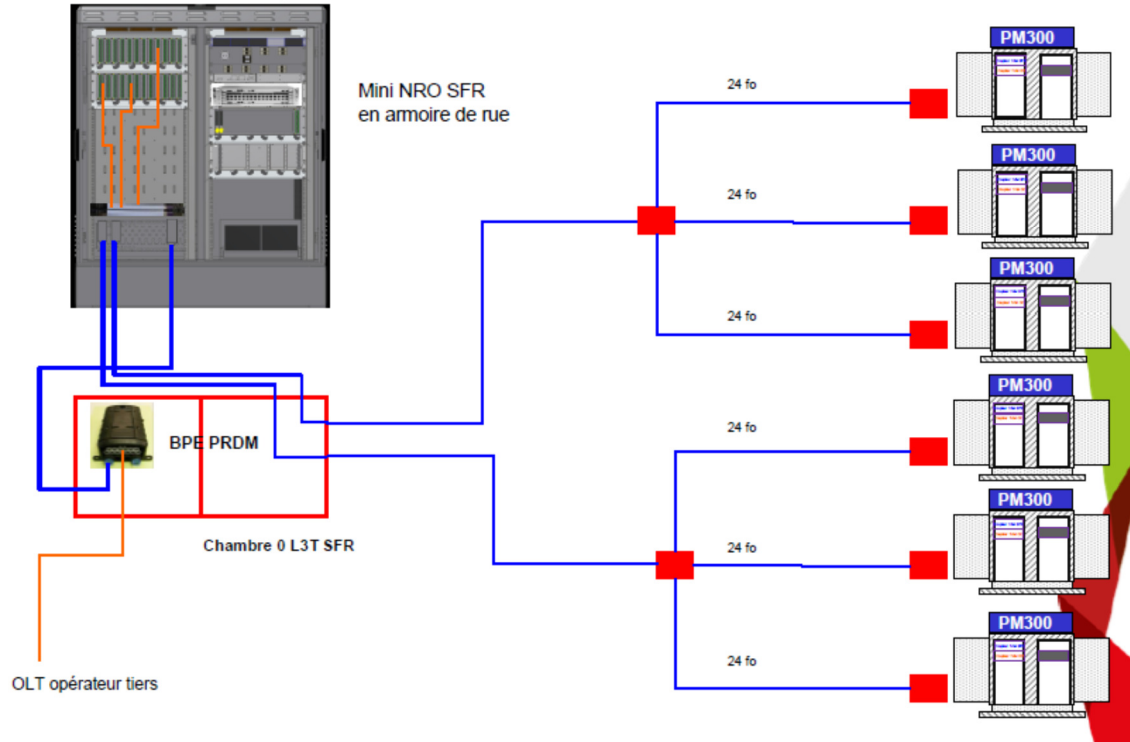 Mini NRO SFR
en armoire de rue
PM300
24 fo
PM300
24 fo
PM300
24 fo
PM300
24 fo
PM300
24 fo
PM300
24 fo
BPE PRDM
Chambre 0 L3T SFR
OLT opérateur tiers